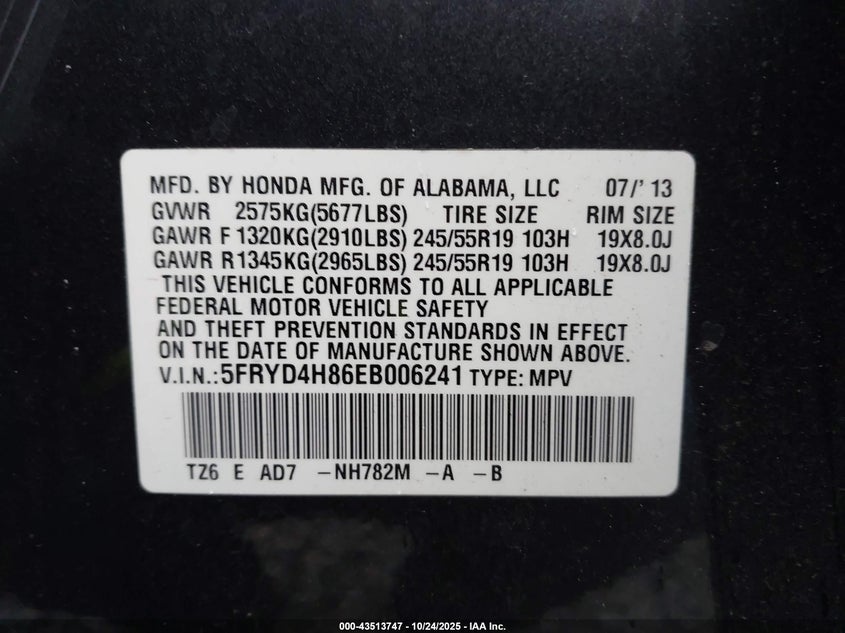 MFD. BY HONDA MFG. OF ALABAMA, LLC 07/'13
GVWR 2575KG(5677LBS) TIRE SIZE RIM SIZE
GAWR F 1320KG(2910LBS) 245/55R19 103H 19X8.0J
GAWR R 1345KG(2965LBS) 245/55R19 103H 19X8.0J
THIS VEHICLE CONFORMS TO ALL APPLICABLE
FEDERAL MOTOR VEHICLE SAFETY
AND THEFT PREVENTION STANDARDS IN EFFECT
ON THE DATE OF MANUFACTURE SHOWN ABOVE.
V.I.N.: 5FRYD4H86EB006241 TYPE: MPV
TZ6 E AD7 -NH782M -A -B
000-43513747 - 10/24/2025 - IAA Inc.